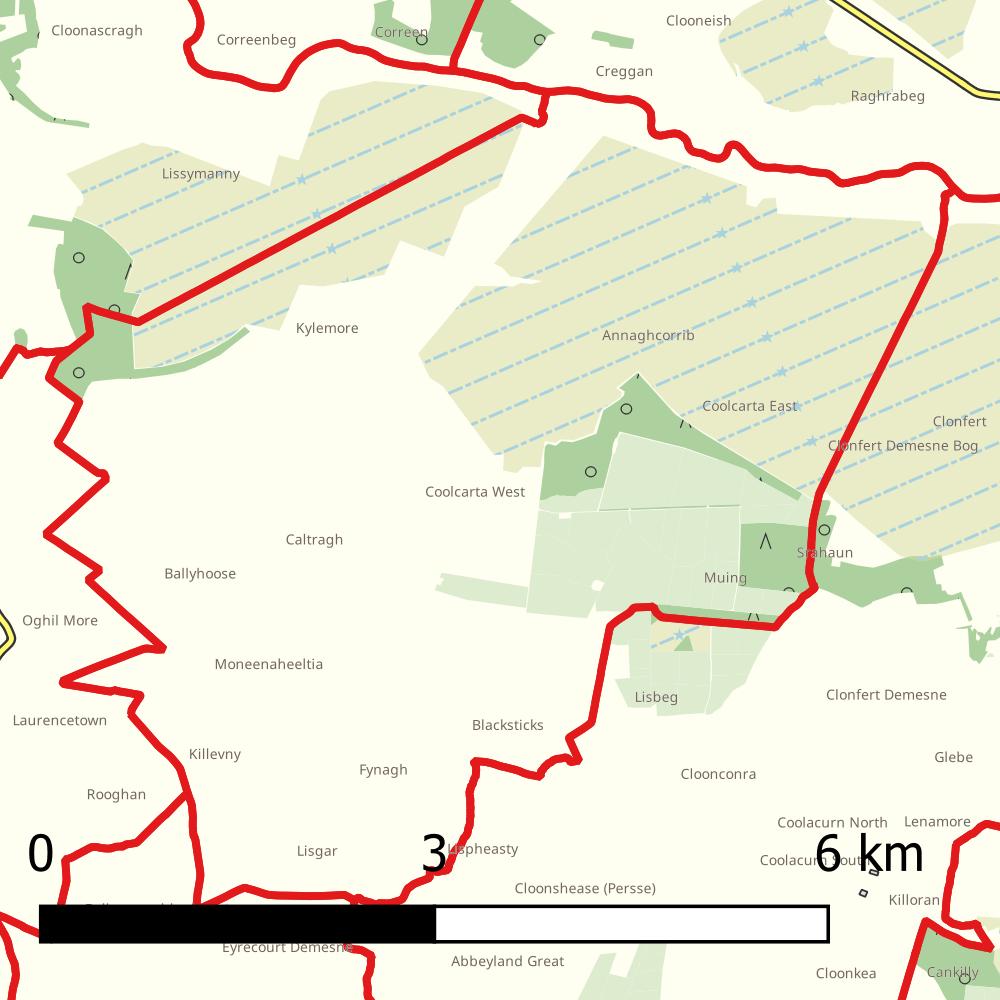 Clooneish
Cloonascragh
Correen
Correenbeg
Creggan
Raghrabeg
Lissymanny
Kylemore
Annaghcorrib
Coolcarta East
Clonfert
Clonfert Demesne Bog
Coolcarta West
Caltragh
Srahaun
Ballyhoose
Muing
Oghil More
Moneenaheeltia
Clonfert Demesne
Lisbeg
Laurencetown
Blacksticks
Killevny
Glebe
Fynagh
Cloonconra
Rooghan
Coolacurn North
Lenamore
0
3
6 km
Lisgar
Lispheasty
Coolacurn South
Cloonshease (Persse)
Killoran
Eyrecourt Demesne
Abbeyland Great
Cloonkea
Cankilly